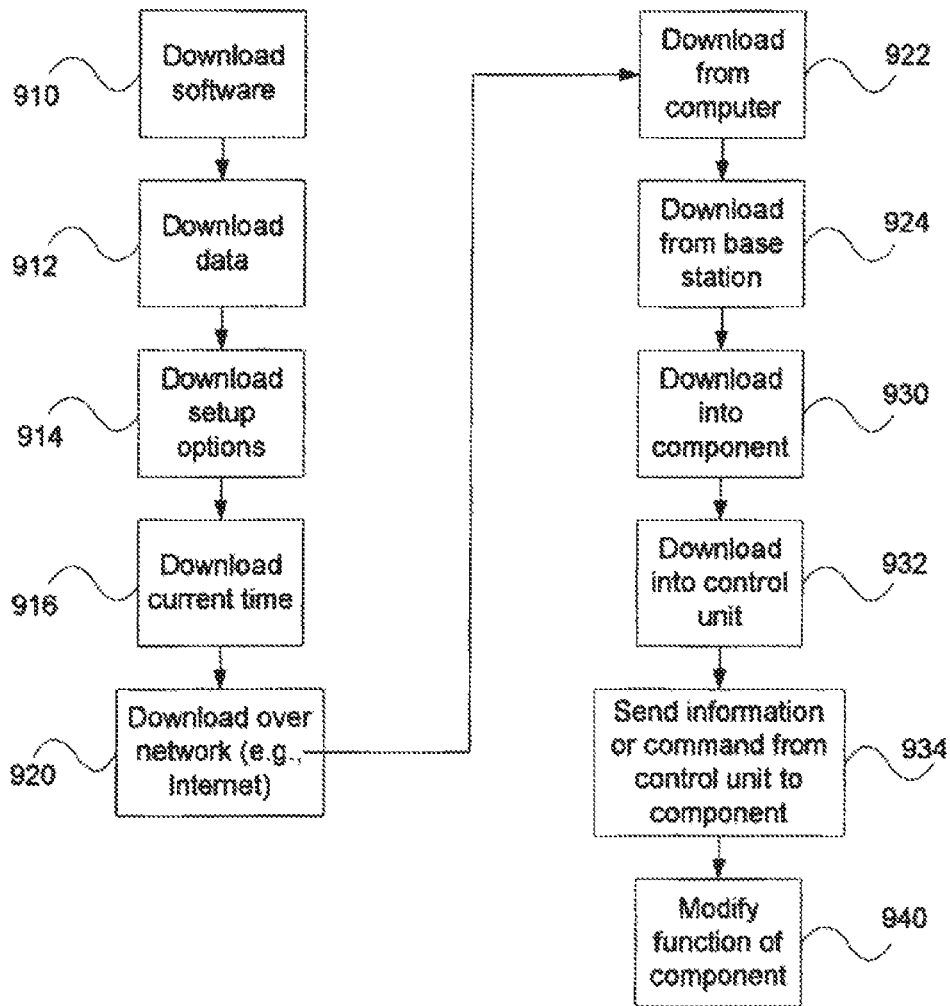 Download
software
910
Download
data
912
Download
setup
options
914
Download
current time
916
Download over
network (e.g.,
Internet)
920
Download
from
computer
922
Download
from base
station
924
Download
into
component
930
Download
into control
unit
932
Send information
or command from
control unit to
component
934
Modify
function of
component
940